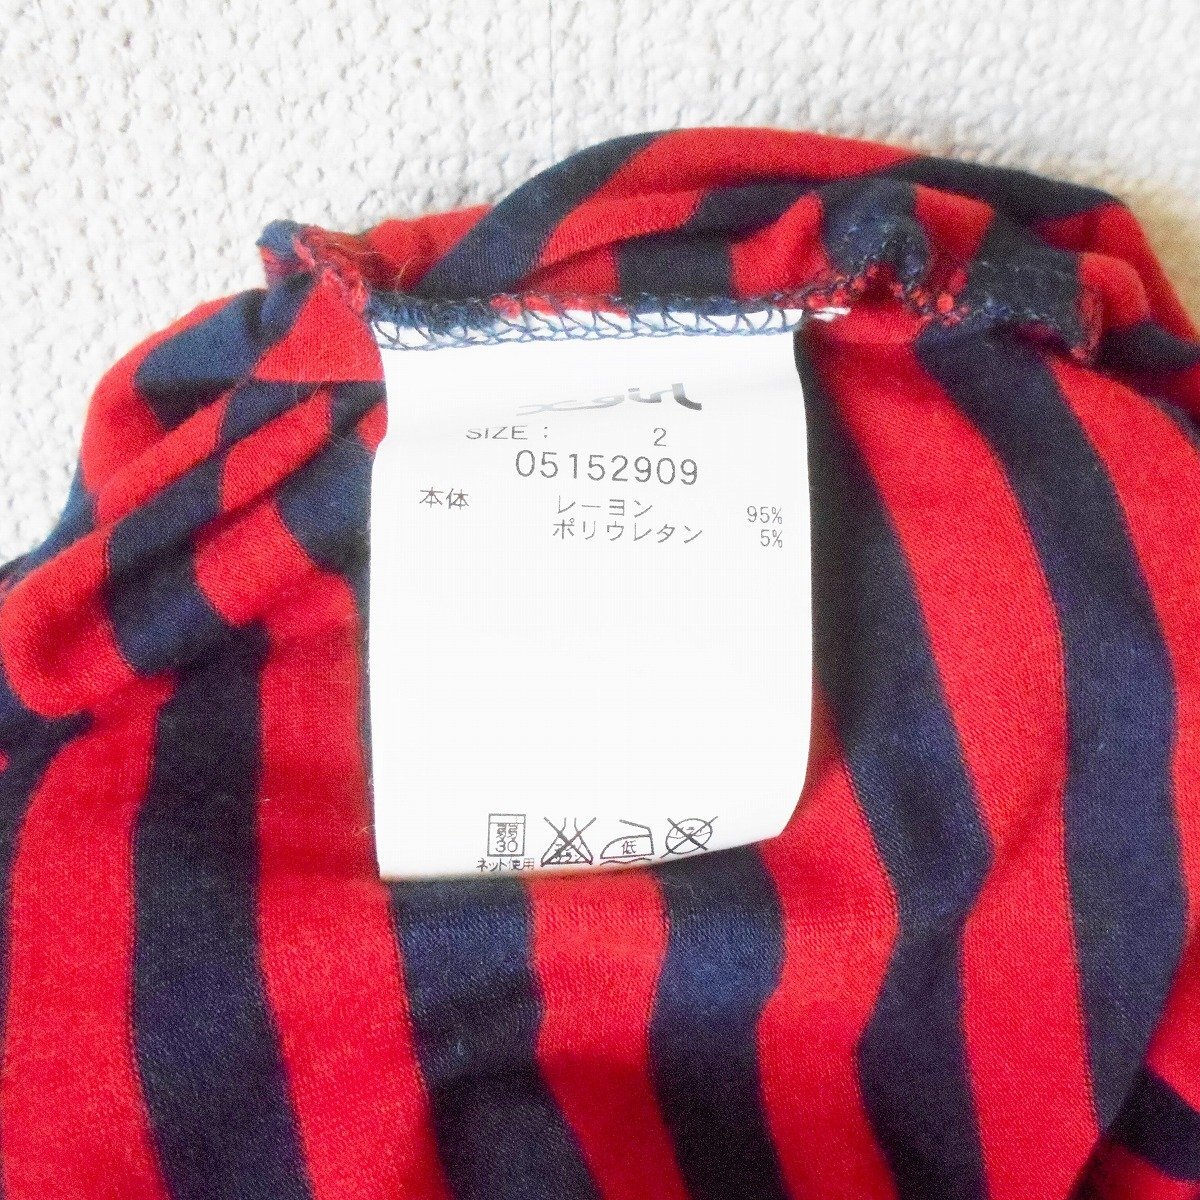 X-girl
SIZE : 2
05152909
本体 レーヨン 95%
ポリウレタン 5%
弱
30
ネット使用
低